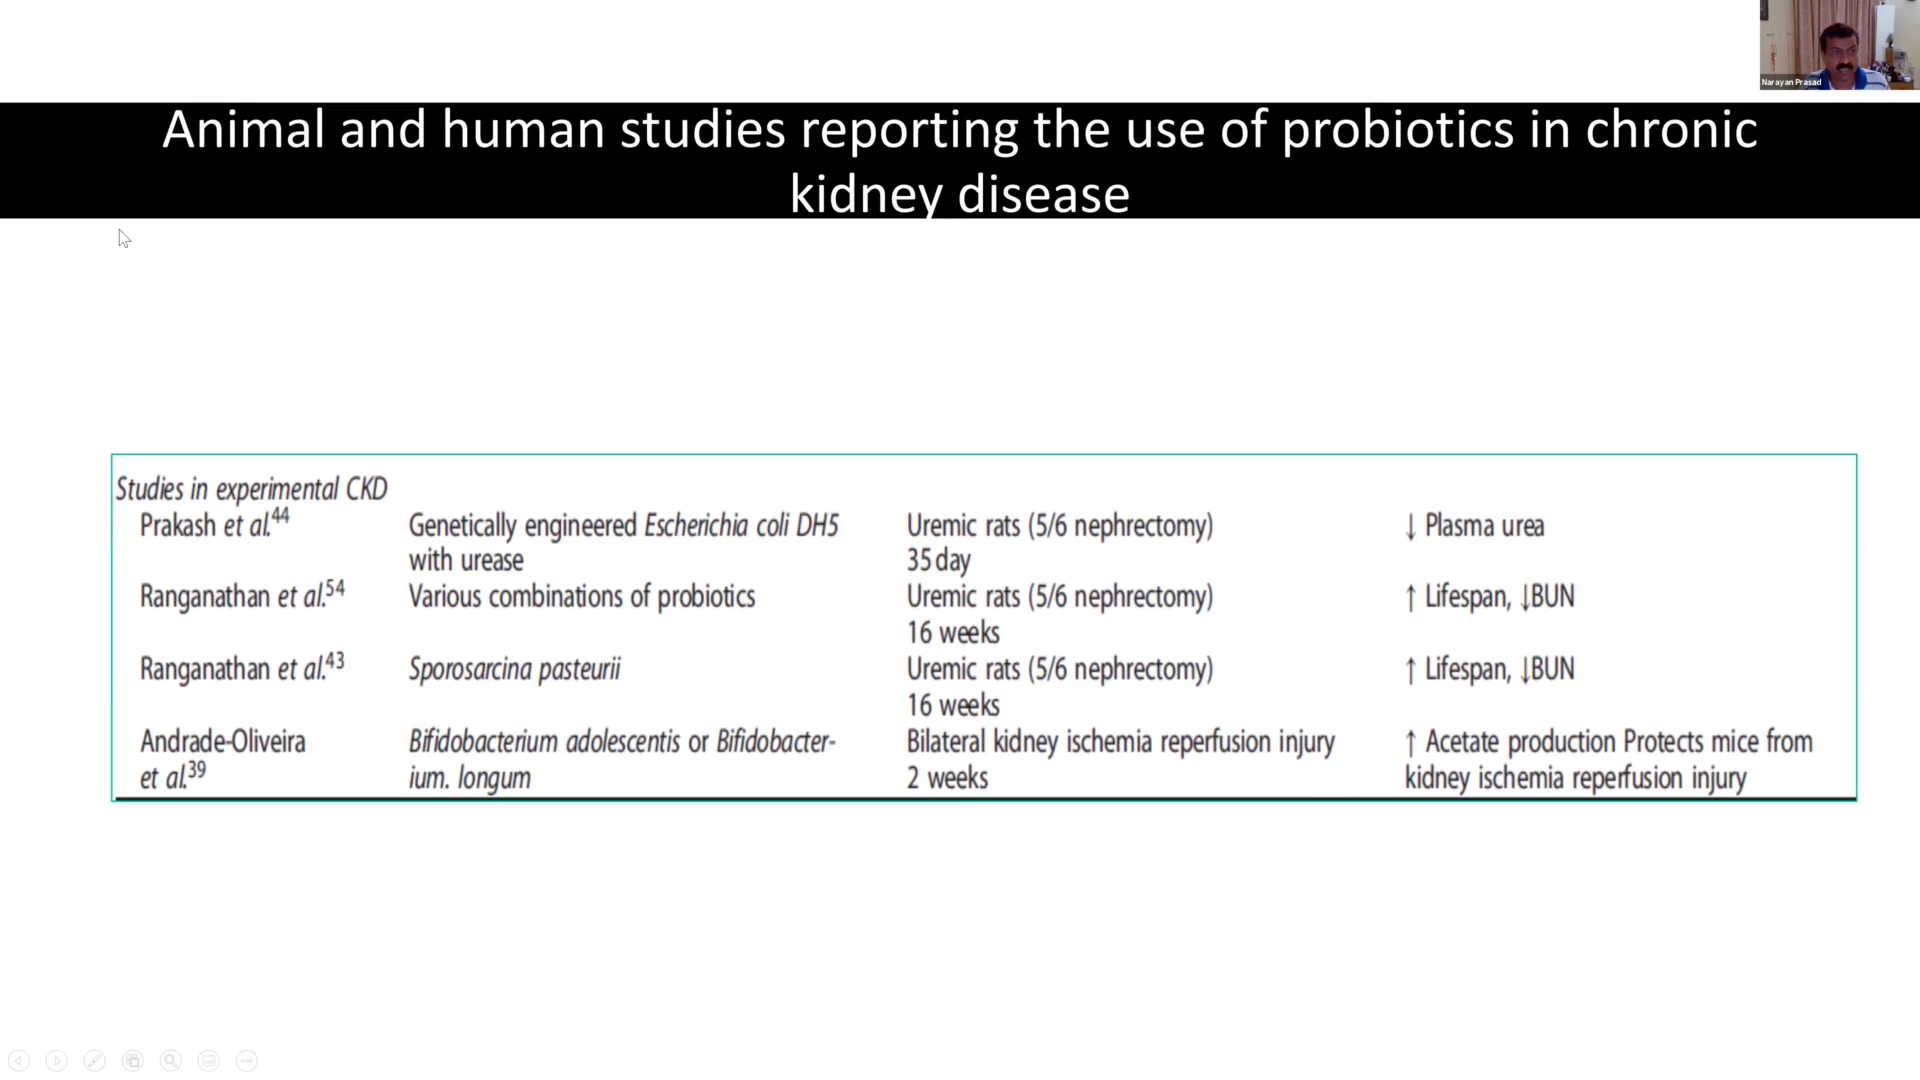 Narayan Prasad
Animal and human studies reporting the use of probiotics in chronic
kidney disease
Studies in experimental CKD
Prakash et al.44 Genetically engineered Escherichia coli DH5 Uremic rats (5/6 nephrectomy) ↓ Plasma urea
with urease 35 day
Ranganathan et al.54 Various combinations of probiotics Uremic rats (5/6 nephrectomy) ↑ Lifespan, ↓BUN
16 weeks
Ranganathan et al.43 Sporosarcina pasteurii Uremic rats (5/6 nephrectomy) ↑ Lifespan, ↓BUN
16 weeks
Andrade-Oliveira Bifidobacterium adolescentis or Bifidobacter- Bilateral kidney ischemia reperfusion injury ↑ Acetate production Protects mice from
et al.39 ium. longum 2 weeks kidney ischemia reperfusion injury